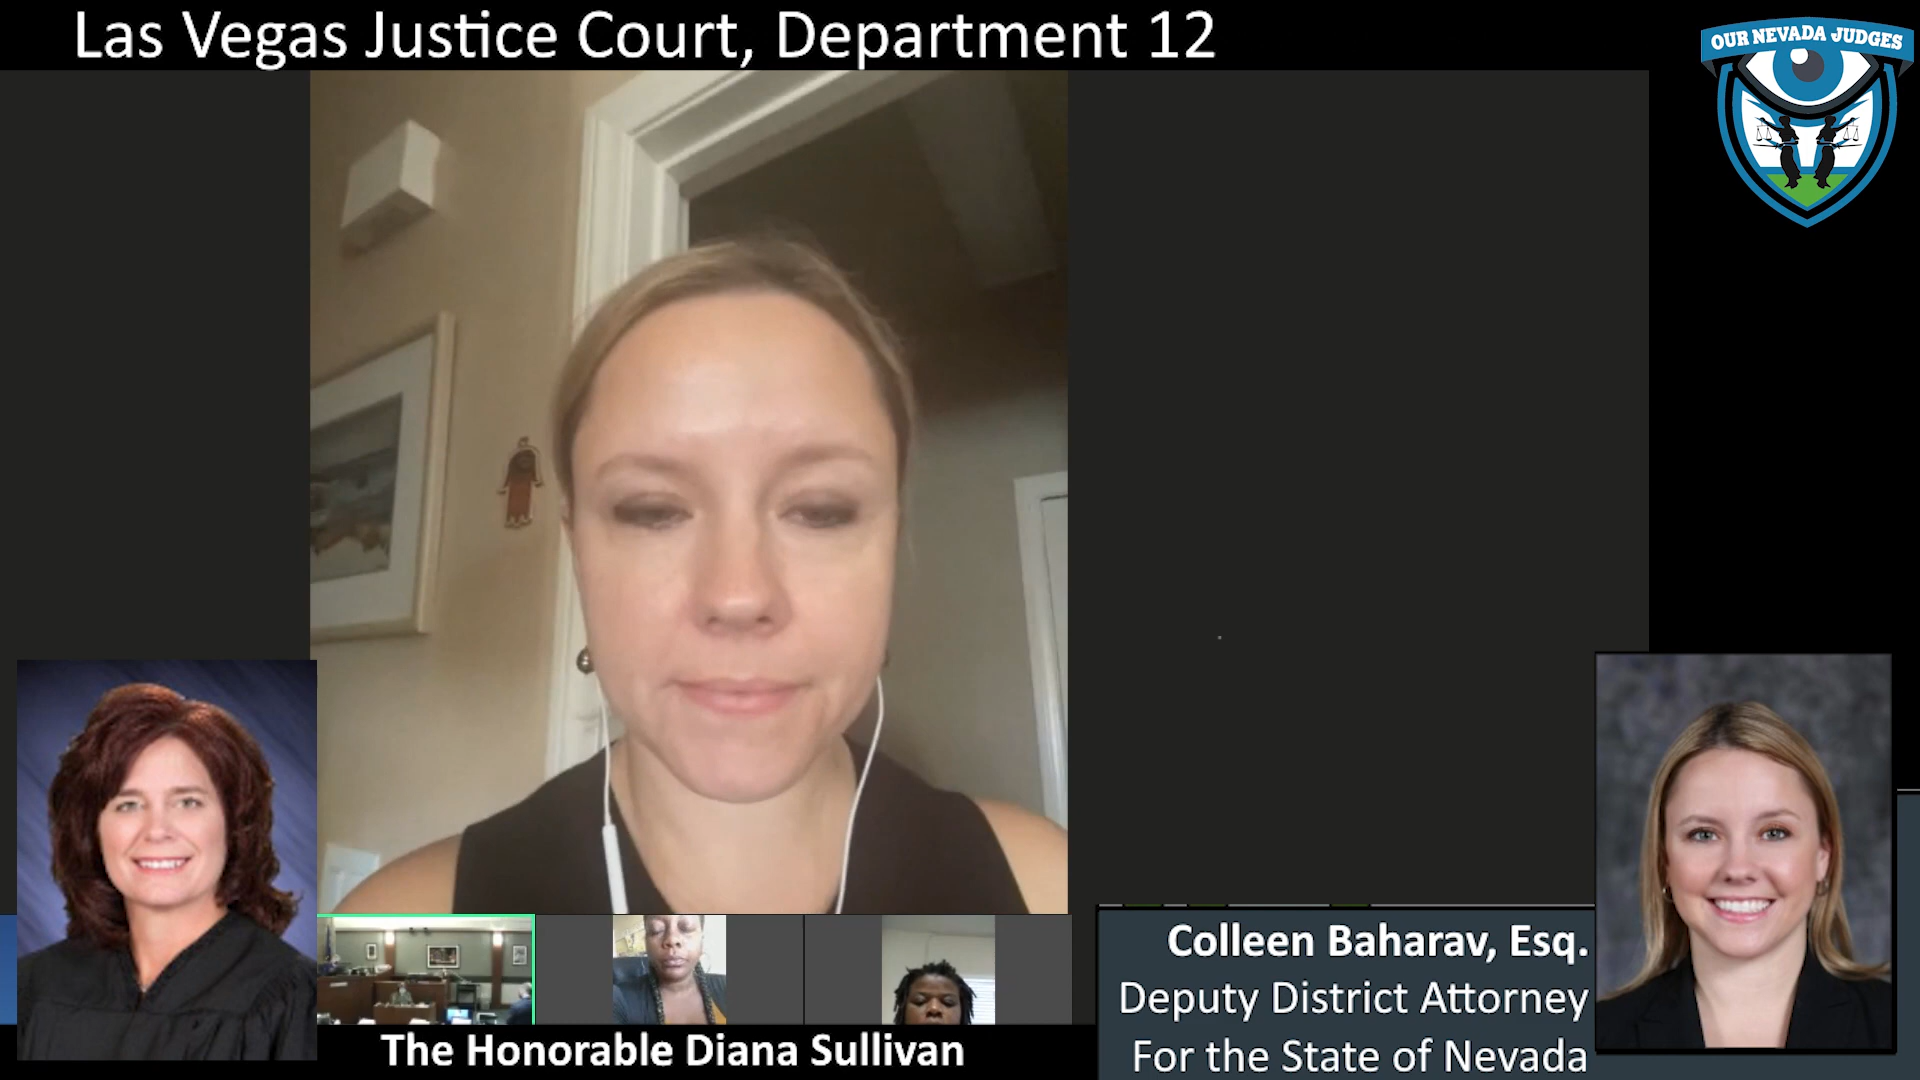 Las Vegas Justice Court, Department 12
OUR NEVADA JUDGES
Colleen Baharav, Esq.
Deputy District Attorney
For the State of Nevada
The Honorable Diana Sullivan